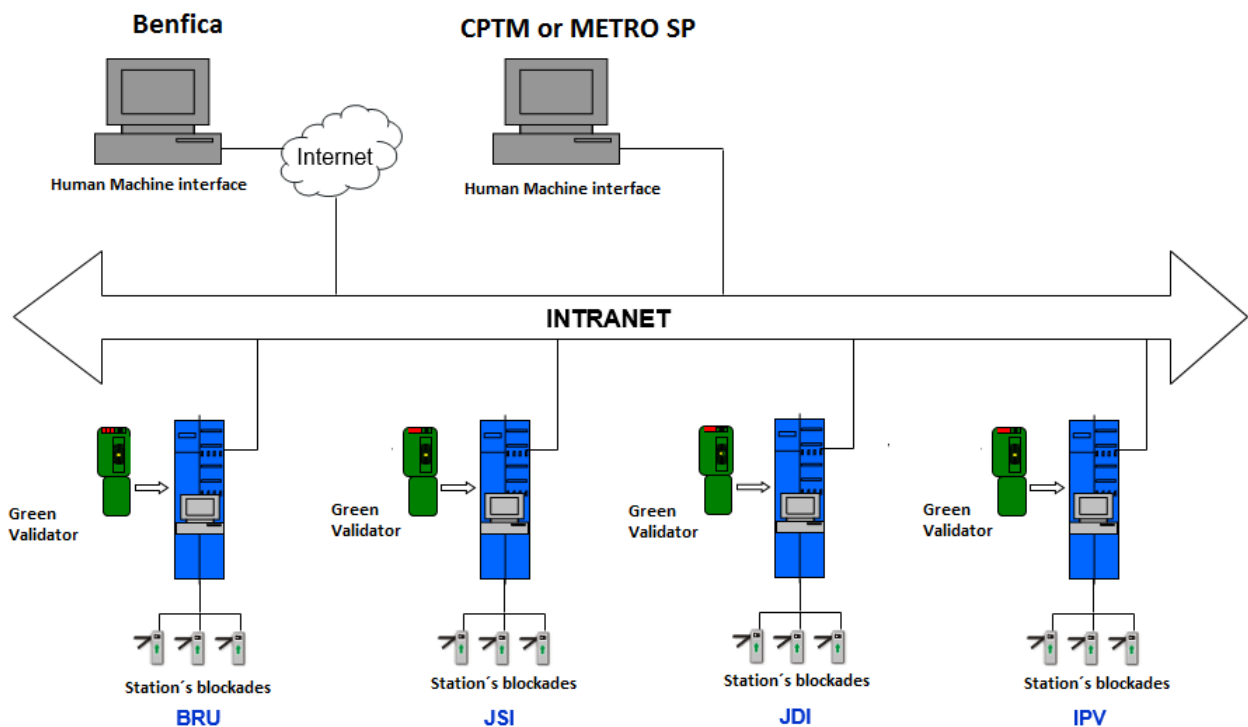 Benfica
CPTM or METRO SP
Internet
Human Machine interface
Human Machine interface
INTRANET
Green
Validator
Green
Validator
Green
Validator
Green
Validator
Station´s blockades
Station´s blockades
Station´s blockades
Station´s blockades
BRU
JSI
JDI
IPV